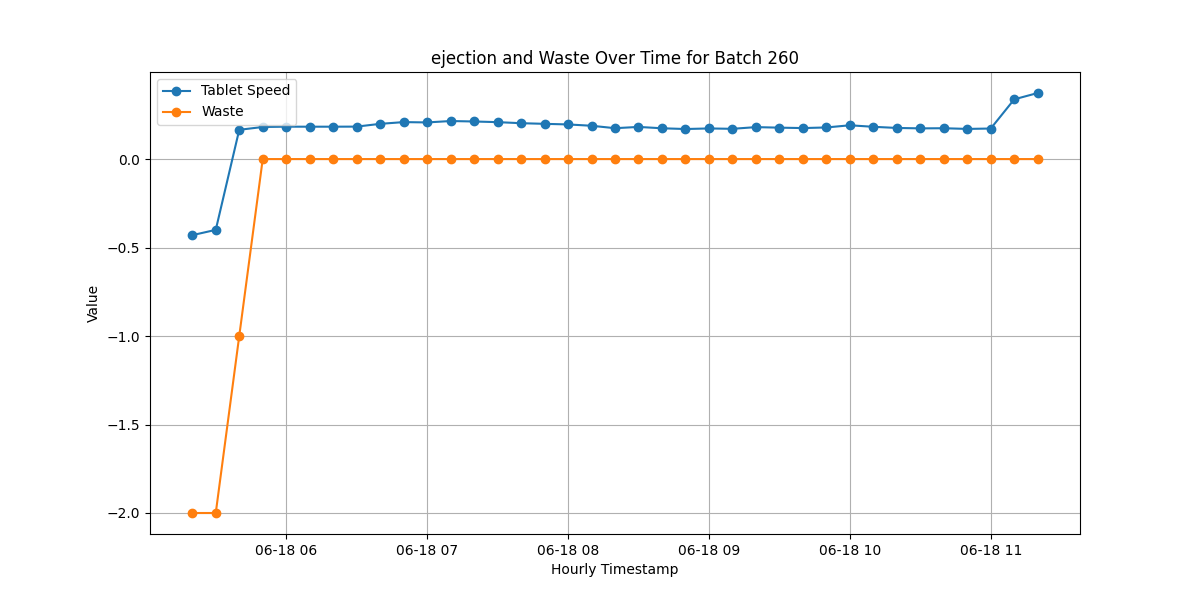 ejection and Waste Over Time for Batch 260
Tablet Speed
Waste
0.0
−0.5
−1.0
−1.5
−2.0
Value
06-18 06
06-18 07
06-18 08
06-18 09
06-18 10
06-18 11
Hourly Timestamp